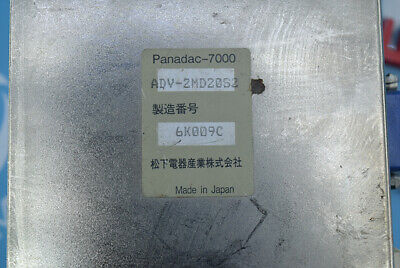 Panadac-7000
ADV-2MD20S2
製造番号
6K009C
松下電器産業株式会社
Made in Japan